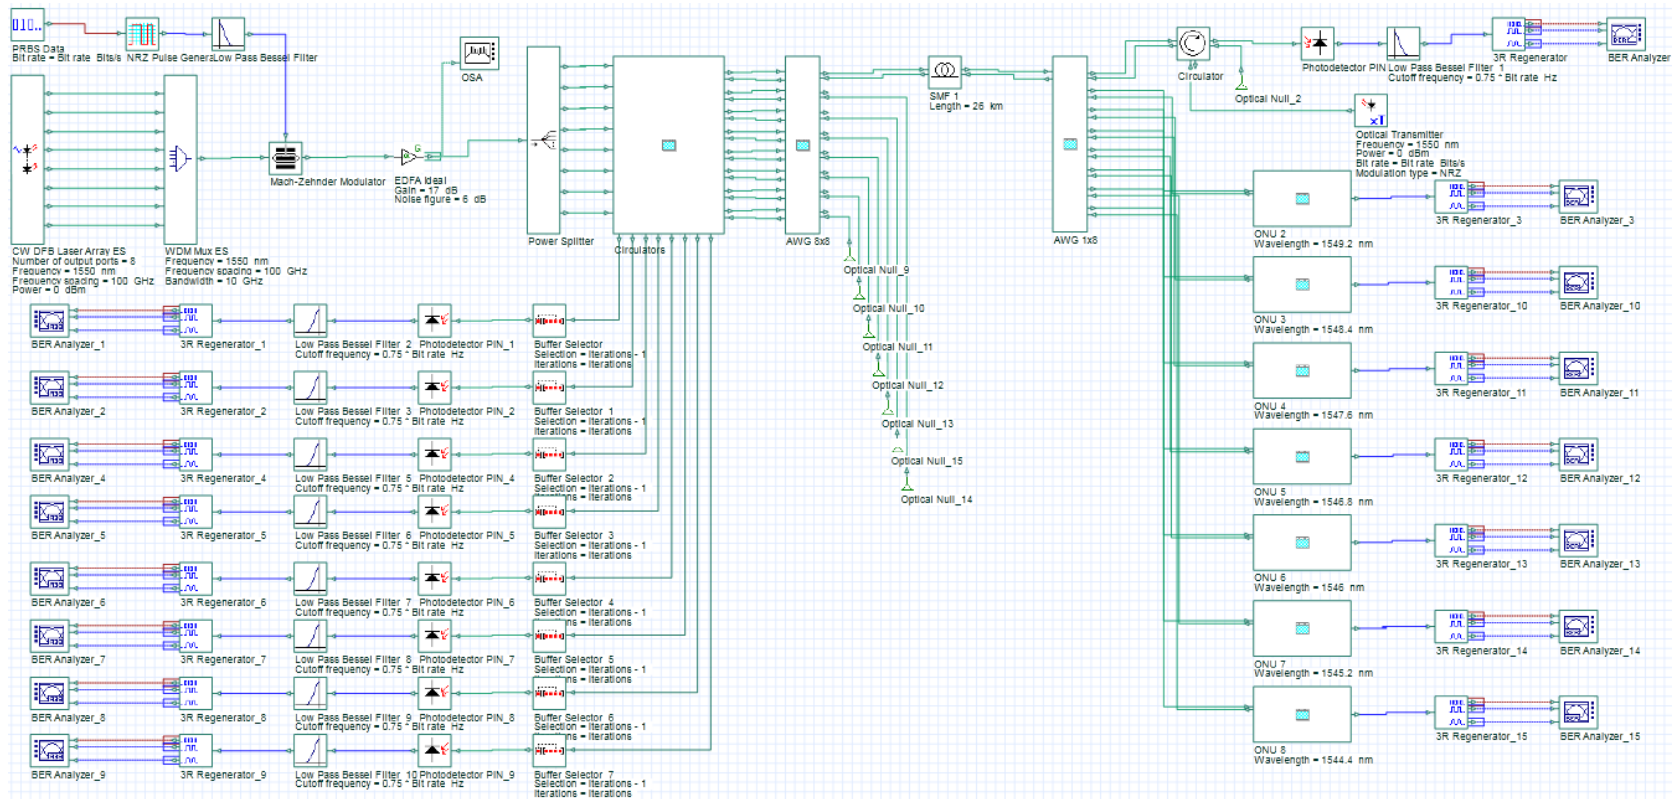 PRBS Data
Bit rate = Bit rate Bits/s
NRZ Pulse Genera
Low Pass Bessel Filter
OSA
Mach-Zehnder Modulator
EDFA Ideal
Gain = 17 dB
Noise figure = 6 dB
CW DFB Laser Array ES
Number of output ports = 8
Frequency = 1550 nm
Frequency spacing = 100 GHz
Power = 0 dBm
WDM Mux ES
Frequency = 1550 nm
Frequency spacing = 100 GHz
Bandwidth = 10 GHz
Power Splitter
Circulators
AWG 8x8
SMF 1
Length = 26 km
AWG 1x8
Circulator
Optical Null_2
Photodetector PIN
Low Pass Bessel Filter 1
Cutoff frequency = 0.75 * Bit rate Hz
3R Regenerator
BER Analyzer
Optical Transmitter
Frequency = 1550 nm
Power = 0 dBm
Bit rate = Bit rate Bits/s
Modulation type = NRZ
Optical Null_9
Optical Null_10
Optical Null_11
Optical Null_12
Optical Null_13
Optical Null_15
Optical Null_14
ONU 2
Wavelength = 1549.2 nm
3R Regenerator_3
BER Analyzer_3
ONU 3
Wavelength = 1548.4 nm
3R Regenerator_10
BER Analyzer_10
ONU 4
Wavelength = 1547.6 nm
3R Regenerator_11
BER Analyzer_11
ONU 5
Wavelength = 1546.8 nm
3R Regenerator_12
BER Analyzer_12
ONU 6
Wavelength = 1546 nm
3R Regenerator_13
BER Analyzer_13
ONU 7
Wavelength = 1545.2 nm
3R Regenerator_14
BER Analyzer_14
ONU 8
Wavelength = 1544.4 nm
3R Regenerator_15
BER Analyzer_15
BER Analyzer_1
3R Regenerator_1
Low Pass Bessel Filter 2
Cutoff frequency = 0.75 * Bit rate Hz
Photodetector PIN_1
Buffer Selector
Selection = Iterations - 1
Iterations = Iterations
BER Analyzer_2
3R Regenerator_2
Low Pass Bessel Filter 3
Cutoff frequency = 0.75 * Bit rate Hz
Photodetector PIN_2
Buffer Selector 1
Selection = Iterations - 1
Iterations = Iterations
BER Analyzer_4
3R Regenerator_4
Low Pass Bessel Filter 5
Cutoff frequency = 0.75 * Bit rate Hz
Photodetector PIN_4
Buffer Selector 2
Selection = Iterations - 1
Iterations = Iterations
BER Analyzer_5
3R Regenerator_5
Low Pass Bessel Filter 6
Cutoff frequency = 0.75 * Bit rate Hz
Photodetector PIN_5
Buffer Selector 3
Selection = Iterations - 1
Iterations = Iterations
BER Analyzer_6
3R Regenerator_6
Low Pass Bessel Filter 7
Cutoff frequency = 0.75 * Bit rate Hz
Photodetector PIN_6
Buffer Selector 4
Selection = Iterations - 1
ns = Iterations
BER Analyzer_7
3R Regenerator_7
Low Pass Bessel Filter 8
Cutoff frequency = 0.75 * Bit rate Hz
Photodetector PIN_7
Buffer Selector 5
Selection = Iterations - 1
ns = Iterations
BER Analyzer_8
3R Regenerator_8
Low Pass Bessel Filter 9
Cutoff frequency = 0.75 * Bit rate Hz
Photodetector PIN_8
Buffer Selector 6
Selection = Iterations - 1
ns = Iterations
BER Analyzer_9
3R Regenerator_9
Low Pass Bessel Filter 10
Cutoff frequency = 0.75 * Bit rate Hz
Photodetector PIN_9
Buffer Selector 7
Selection = Iterations - 1
Iterations = Iterations